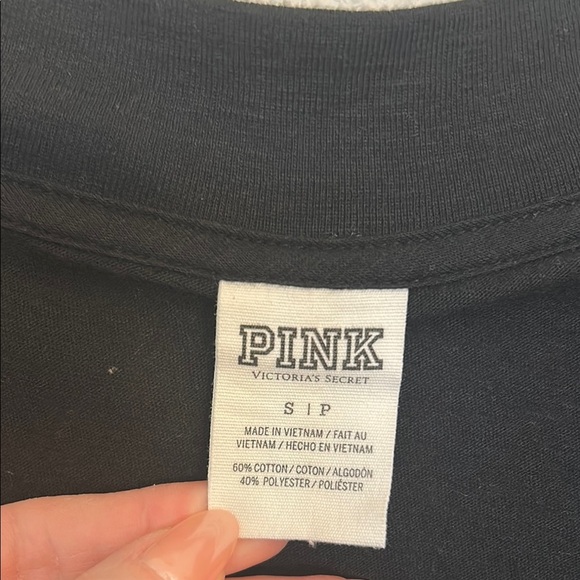 PINK
VICTORIA'S SECRET
S | P
MADE IN VIETNAM / FAIT AU
VIETNAM / HECHO EN VIETNAM
60% COTTON / COTON / ALGODÓN
40% POLYESTER / POLIÉSTER